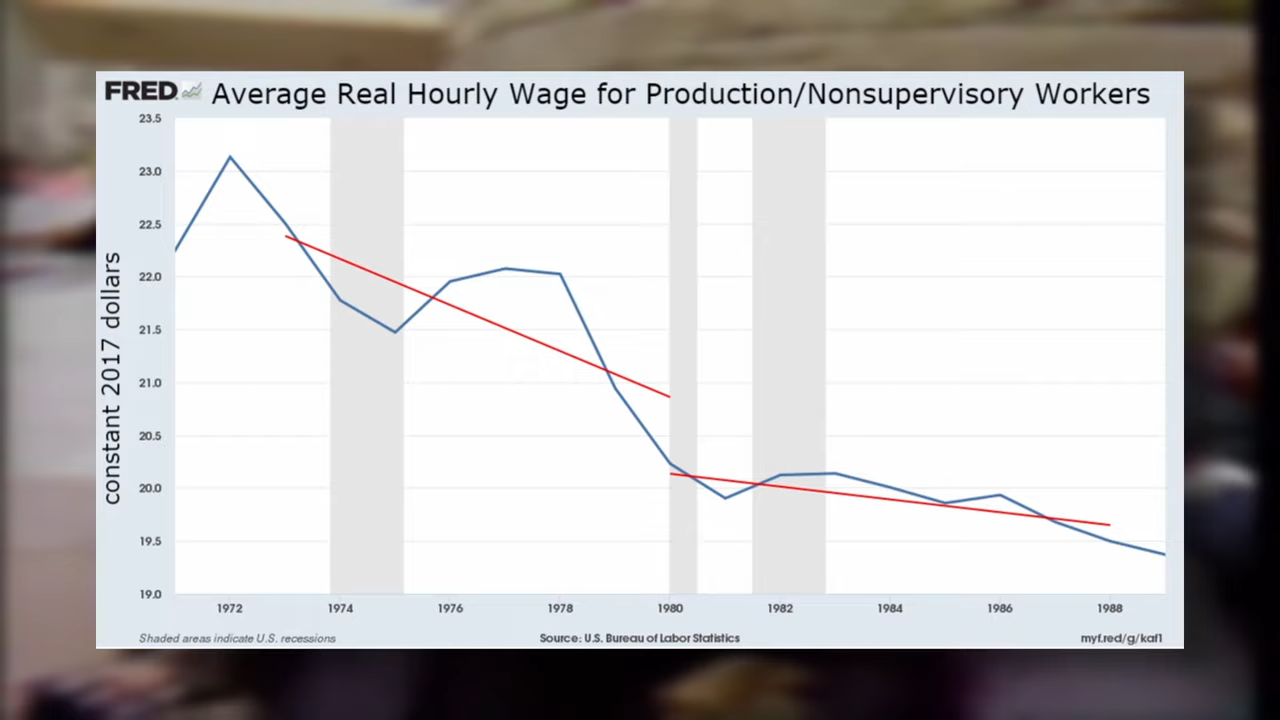 FRED Average Real Hourly Wage for Production/Nonsupervisory Workers
constant 2017 dollars
23.5
23.0
22.5
22.0
21.5
21.0
20.5
20.0
19.5
19.0
1972 1974 1976 1978 1980 1982 1984 1986 1988
Shaded areas indicate U.S. recessions Source: U.S. Bureau of Labor Statistics myf.red/g/kaf1